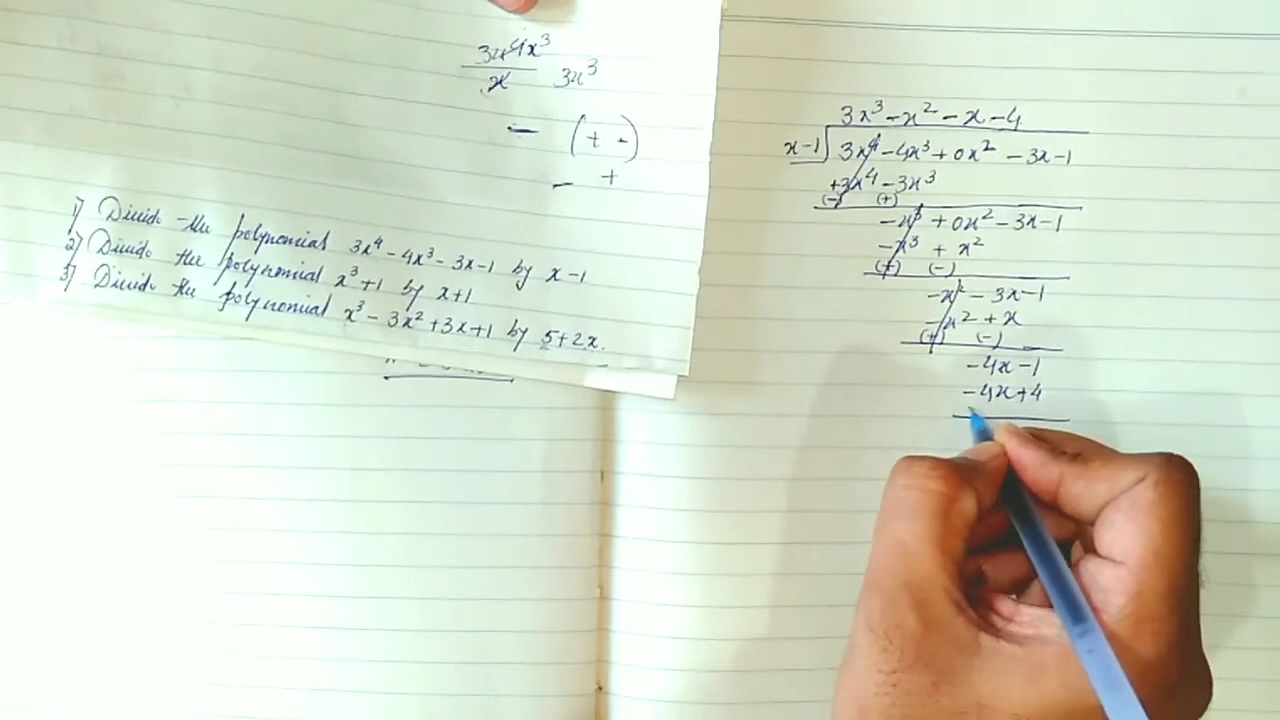 3x4x³
x 3x³
− (+ −)
− +
1) Divide the polynomial 3x⁴ − 4x³ − 3x − 1 by x − 1
2) Divide the polynomial x³ + 1 by x + 1
3) Divide the polynomial x³ − 3x² + 3x + 1 by 5 + 2x.
3x³ − x² − x − 4
x − 1 ) 3x⁴ − 4x³ + 0x² − 3x − 1
+3x⁴ − 3x³
(−) (+)
−x³ + 0x² − 3x − 1
−x³ + x²
(+) (−)
−x² − 3x − 1
−x² + x
(+) (−)
−4x − 1
−4x + 4